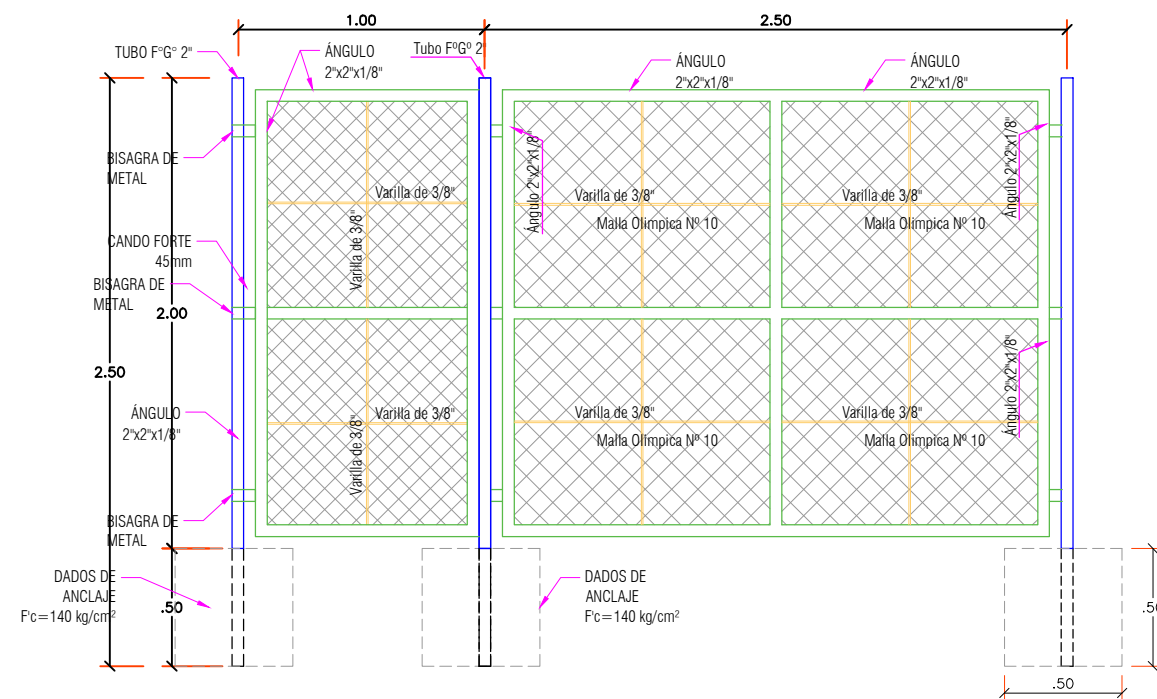 1.00
2.50
TUBO F°G° 2"
ÁNGULO
2"x2"x1/8"
Tubo FºGº 2"
ÁNGULO
2"x2"x1/8"
ÁNGULO
2"x2"x1/8"
BISAGRA DE
METAL
Ángulo 2"x2"x1/8"
Ángulo 2"x2"x1/8"
Varilla de 3/8"
Varilla de 3/8"
Varilla de 3/8"
Malla Olimpica Nº 10
Malla Olimpica Nº 10
Varilla de 3/8"
CANDO FORTE
45mm
BISAGRA DE
METAL
2.00
2.50
Ángulo 2"x2"x1/8"
ÁNGULO
2"x2"x1/8"
Varilla de 3/8"
Varilla de 3/8"
Varilla de 3/8"
Malla Olimpica Nº 10
Malla Olimpica Nº 10
Varilla de 3/8"
BISAGRA DE
METAL
DADOS DE
ANCLAJE
F'c=140 kg/cm²
.50
DADOS DE
ANCLAJE
F'c=140 kg/cm²
.50
.50